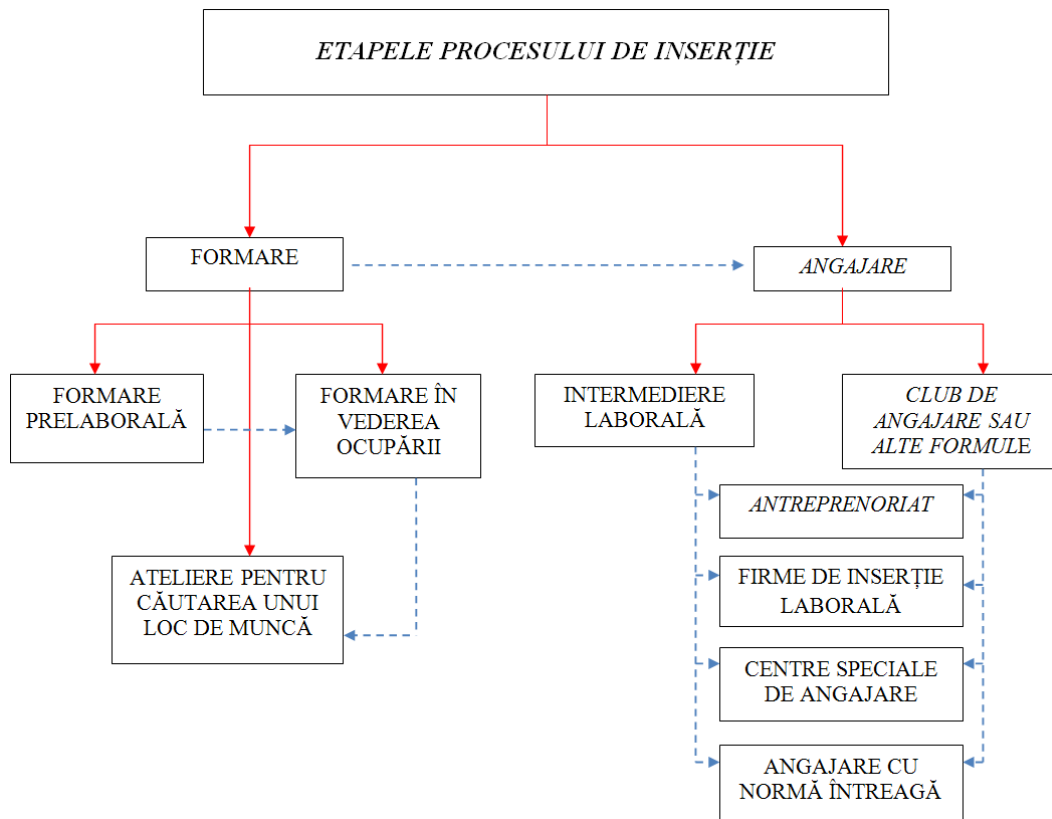 ETAPELE PROCESULUI DE INSERȚIE
FORMARE
ANGAJARE
FORMARE
PRELABORALĂ
FORMARE ÎN
VEDEREA
OCUPĂRII
INTERMEDIERE
LABORALĂ
CLUB DE
ANGAJARE SAU
ALTE FORMULE
ANTREPRENORIAT
ATELIERE PENTRU
CĂUTAREA UNUI
LOC DE MUNCĂ
FIRME DE INSERȚIE
LABORALĂ
CENTRE SPECIALE
DE ANGAJARE
ANGAJARE CU
NORMĂ ÎNTREAGĂ